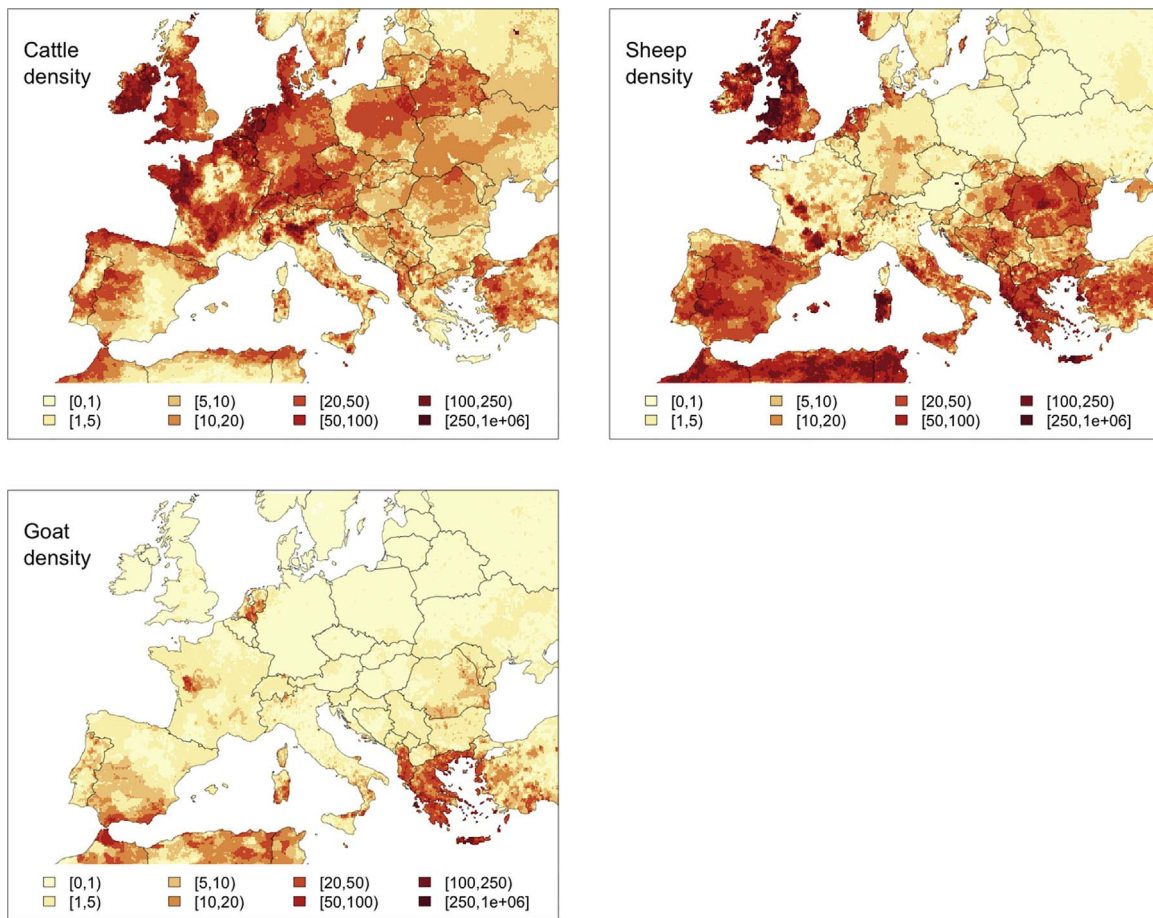 Cattle
density
[0,1) [5,10) [20,50) [100,250)
[1,5) [10,20) [50,100) [250,1e+06]
Sheep
density
[0,1) [5,10) [20,50) [100,250)
[1,5) [10,20) [50,100) [250,1e+06]
Goat
density
[0,1) [5,10) [20,50) [100,250)
[1,5) [10,20) [50,100) [250,1e+06]